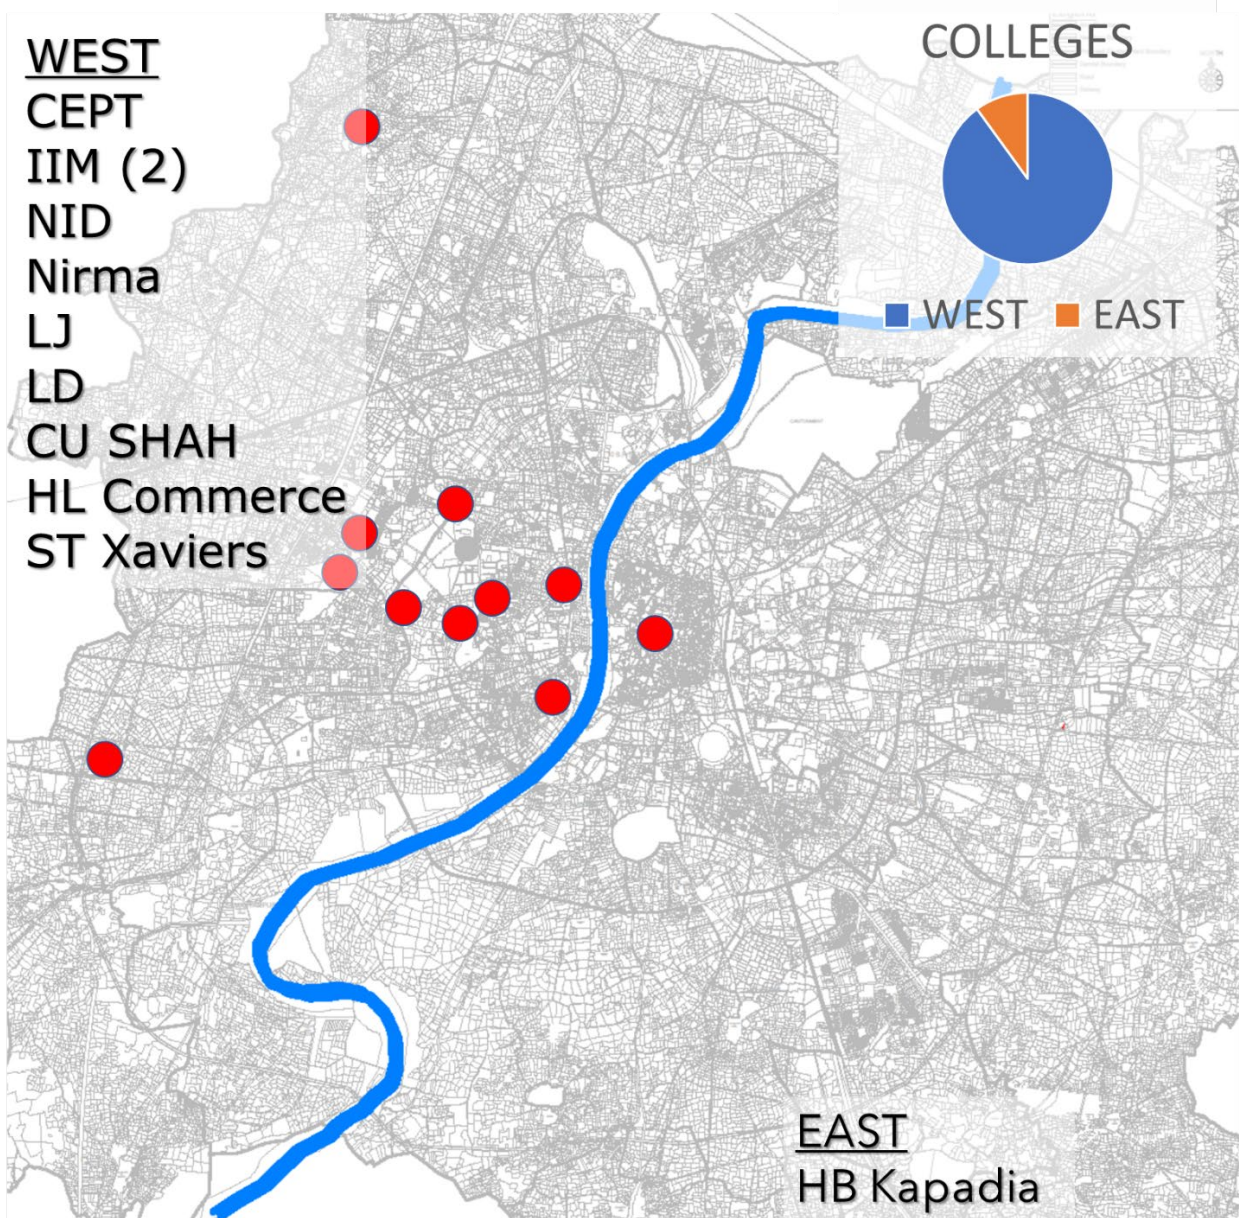 WEST
CEPT
IIM (2)
NID
Nirma
LJ
LD
CU SHAH
HL Commerce
ST Xaviers
COLLEGES
WEST EAST
CANTONMENT
EAST
HB Kapadia